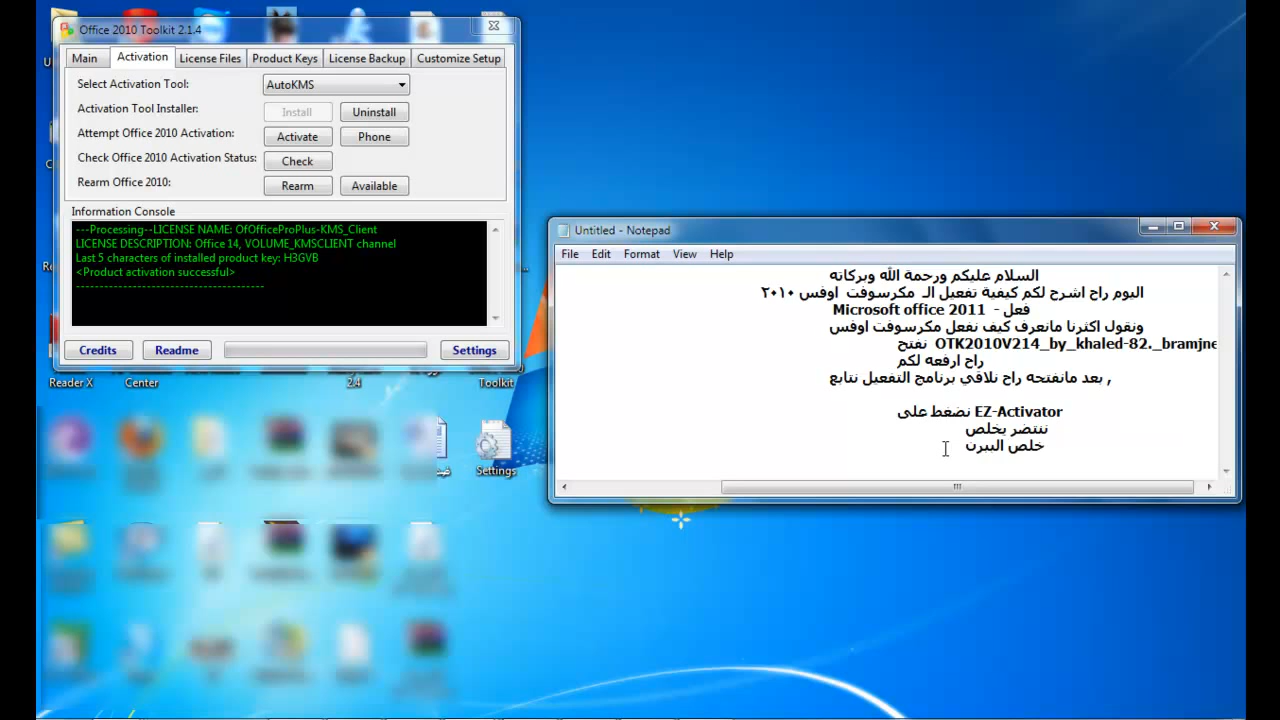 Office 2010 Toolkit 2.1.4
Main Activation License Files Product Keys License Backup Customize Setup
Select Activation Tool: AutoKMS
Activation Tool Installer: Install Uninstall
Attempt Office 2010 Activation: Activate Phone
Check Office 2010 Activation Status: Check
Rearm Office 2010: Rearm Available
Information Console
---Processing--LICENSE NAME: OfOfficeProPlus-KMS_Client
LICENSE DESCRIPTION: Office 14, VOLUME_KMSCLIENT channel
Last 5 characters of installed product key: H3GVB
<Product activation successful>
----------------------------------------
Credits Readme Settings
Reader X Center 2.4 Toolkit
Settings
Untitled - Notepad
File Edit Format View Help
السلام عليكم ورحمة الله وبركاته
اليوم راح اشرح لكم كيفية تفعيل الـ مكرسوفت اوفس ٢٠١٠
فعل - Microsoft office 2011
ونقول اكثرنا مانعرف كيف نفعل مكرسوفت اوفس
نفتح OTK2010V214_by_khaled-82._bramjne
راح ارفعه لكم
بعد مانفتحه راح نلاقي برنامج التفعيل نتابع ,
نضغط على EZ-Activator
ننتضر يخلص
خلص البيرن